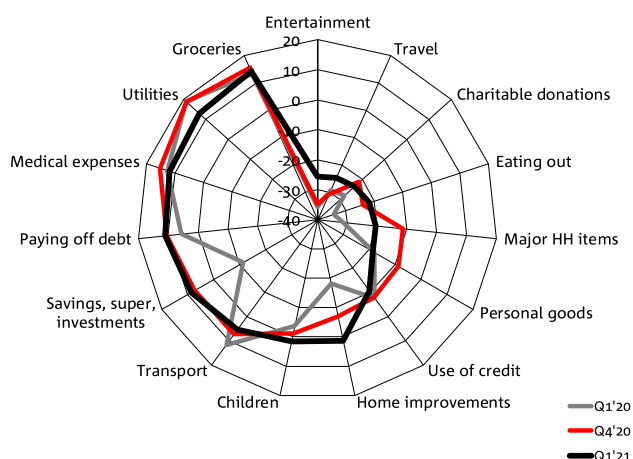 Entertainment
20
Groceries
Travel
10
Utilities
Charitable donations
0
-10
Medical expenses
Eating out
-20
-30
-40
Paying off debt
Major HH items
Savings, super,
investments
Personal goods
Transport
Use of credit
Children
Home improvements
Q1'20
Q4'20
Q1'21